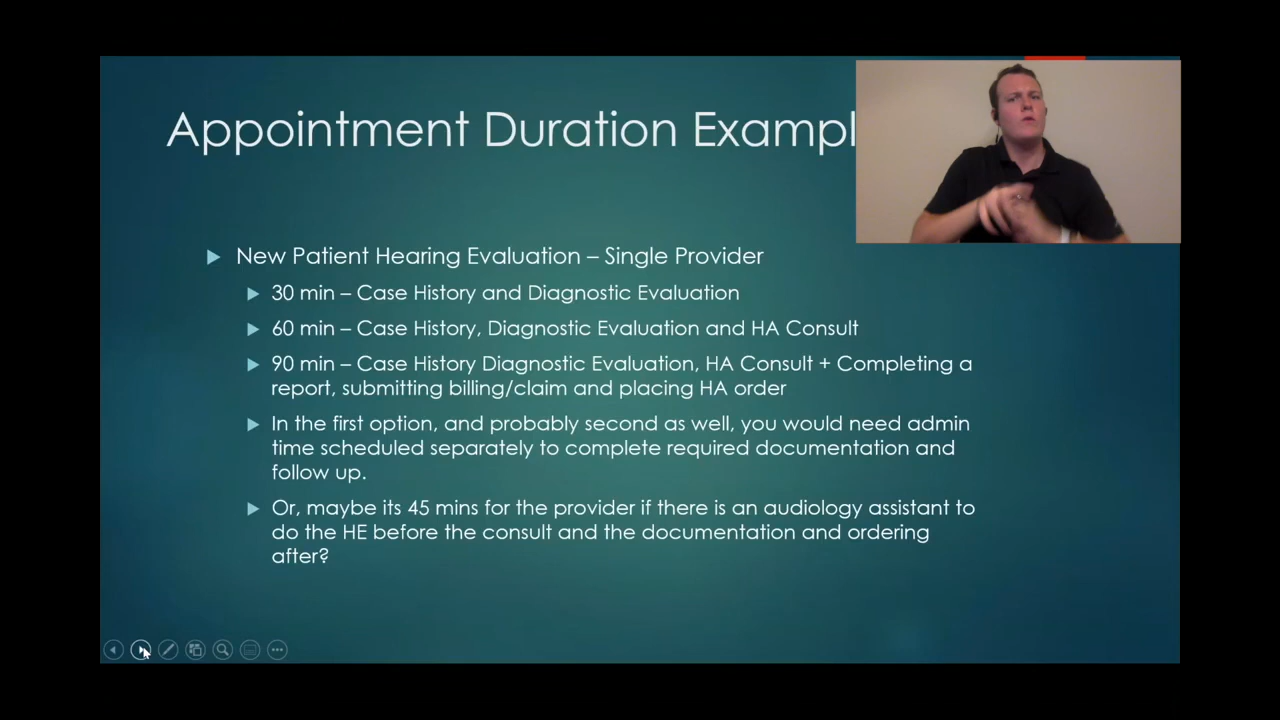 Appointment Duration Exampl
New Patient Hearing Evaluation – Single Provider
30 min – Case History and Diagnostic Evaluation
60 min – Case History, Diagnostic Evaluation and HA Consult
90 min – Case History Diagnostic Evaluation, HA Consult + Completing a
report, submitting billing/claim and placing HA order
In the first option, and probably second as well, you would need admin
time scheduled separately to complete required documentation and
follow up.
Or, maybe its 45 mins for the provider if there is an audiology assistant to
do the HE before the consult and the documentation and ordering
after?